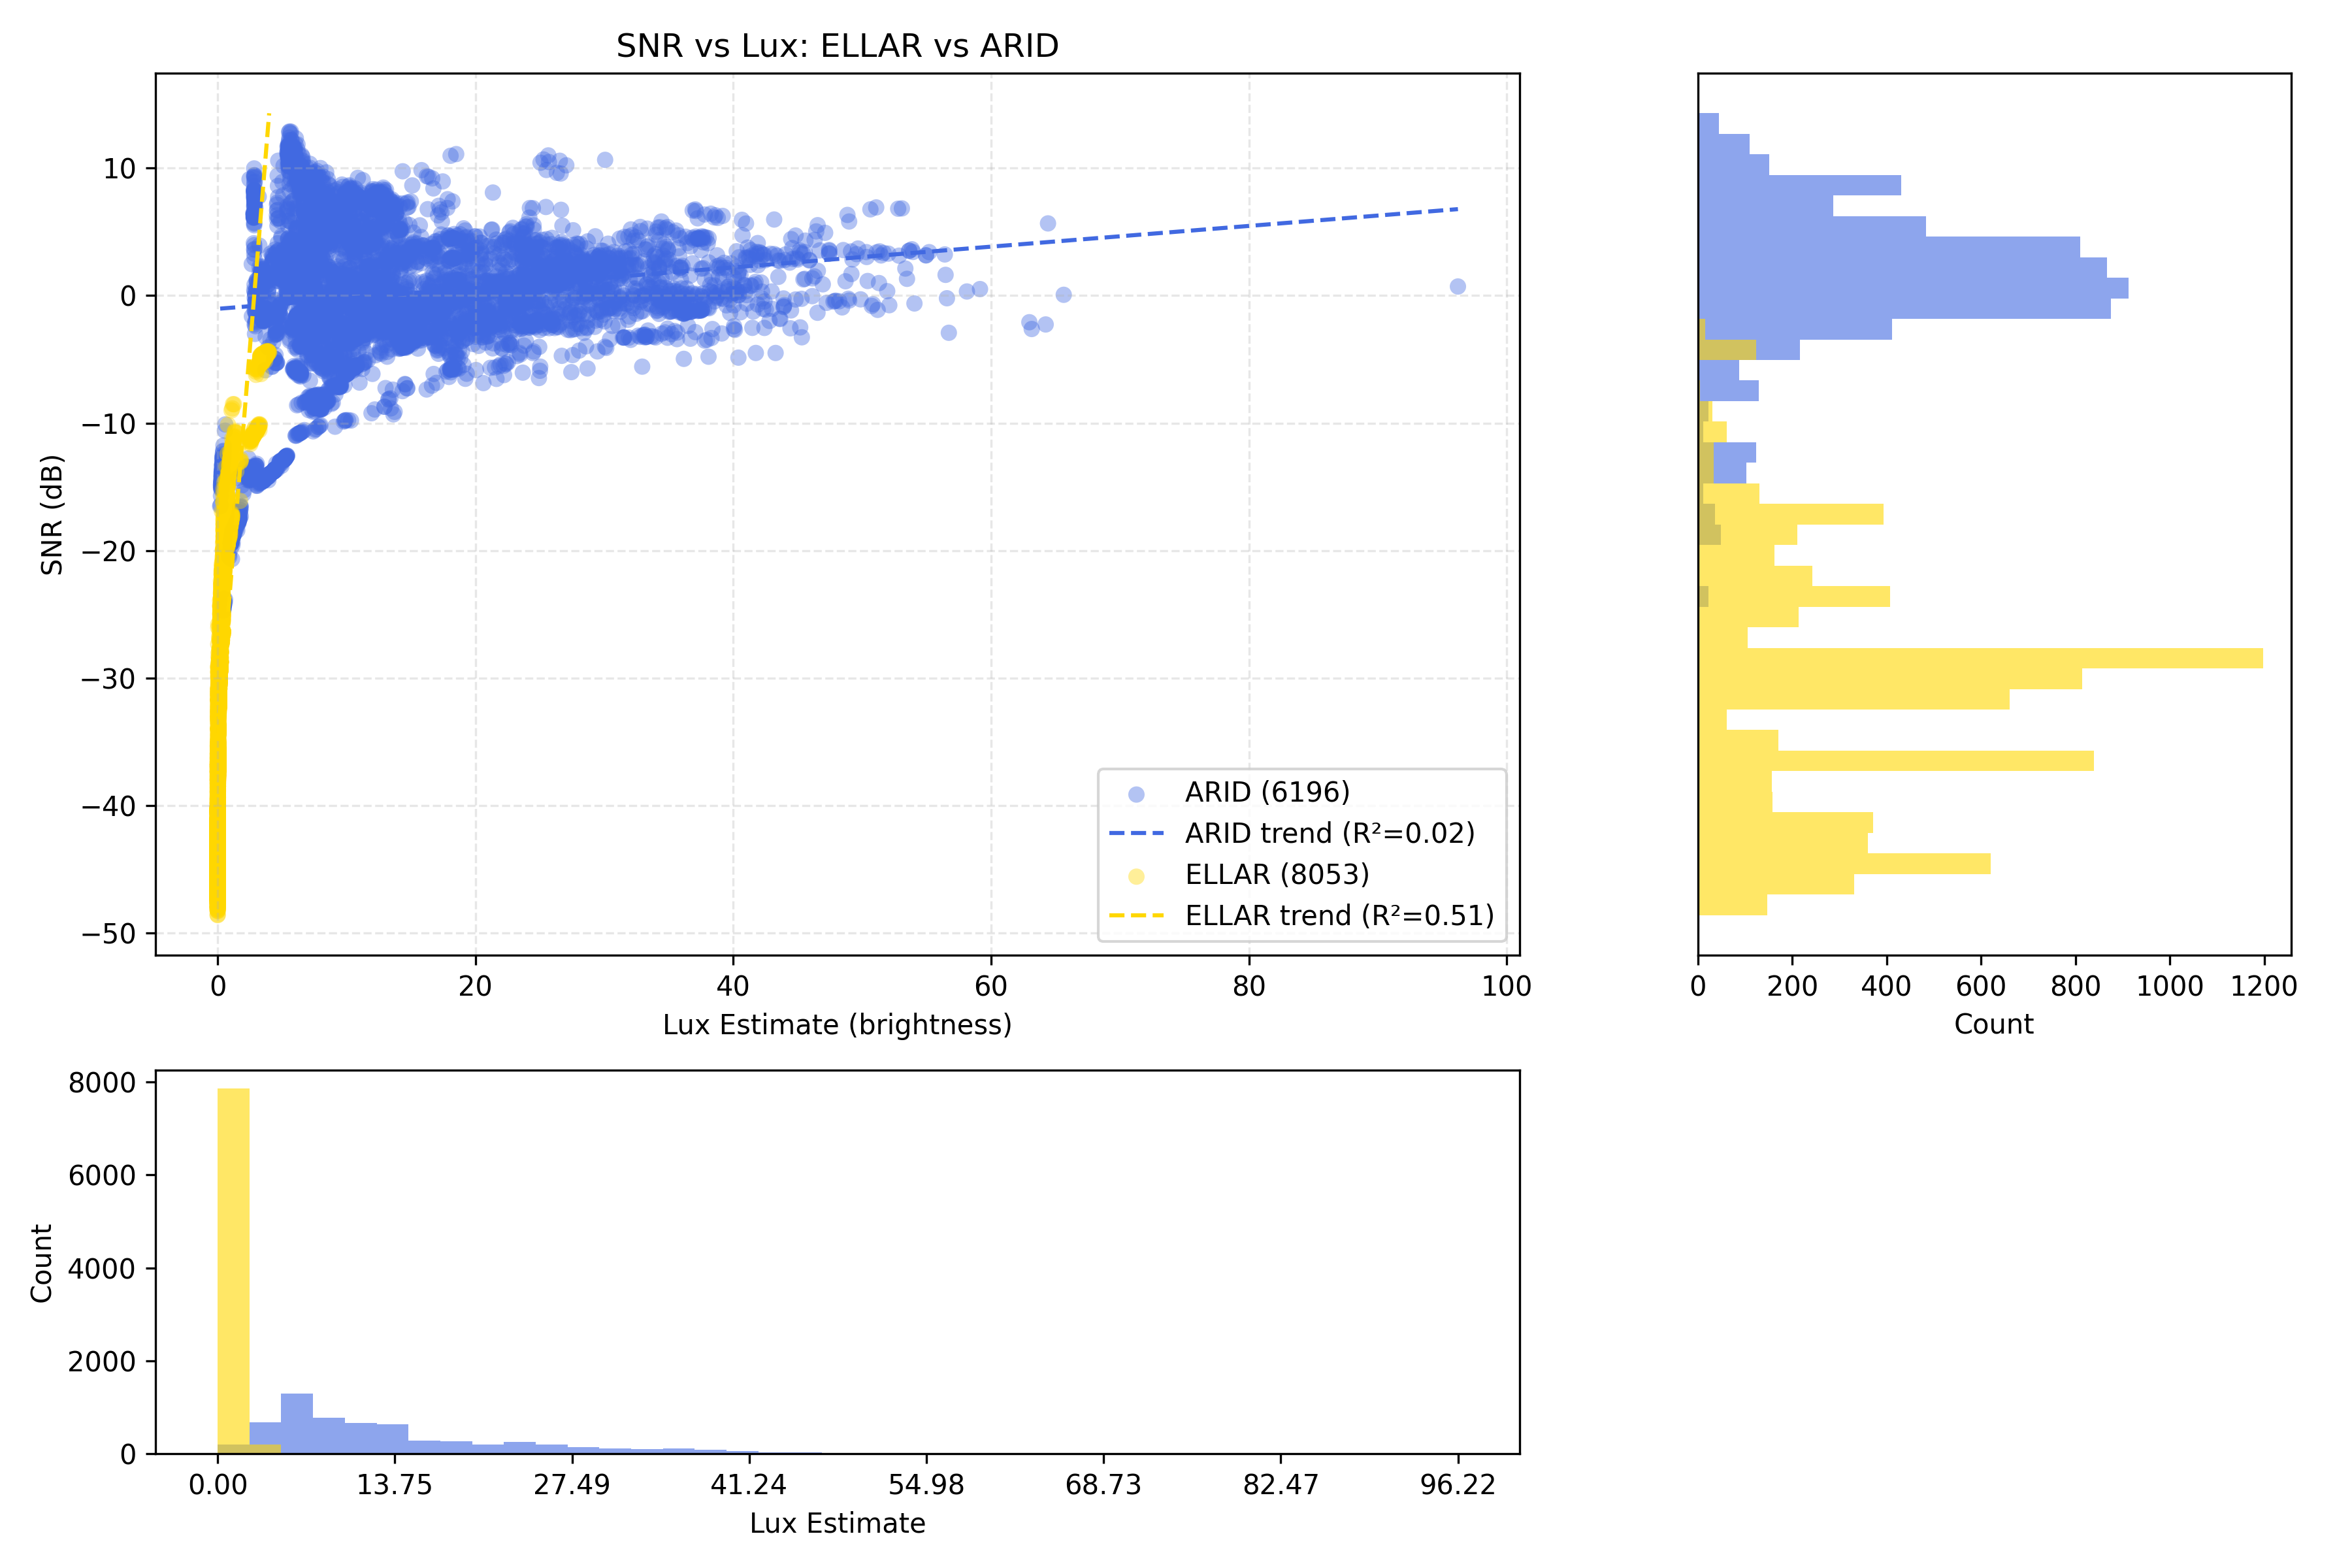 SNR vs Lux: ELLAR vs ARID
10
0
−10
−20
−30
−40
−50
SNR (dB)
0 20 40 60 80 100
Lux Estimate (brightness)
ARID (6196)
ARID trend (R²=0.02)
ELLAR (8053)
ELLAR trend (R²=0.51)
0 200 400 600 800 1000 1200
Count
8000
6000
4000
2000
0
Count
0.00 13.75 27.49 41.24 54.98 68.73 82.47 96.22
Lux Estimate